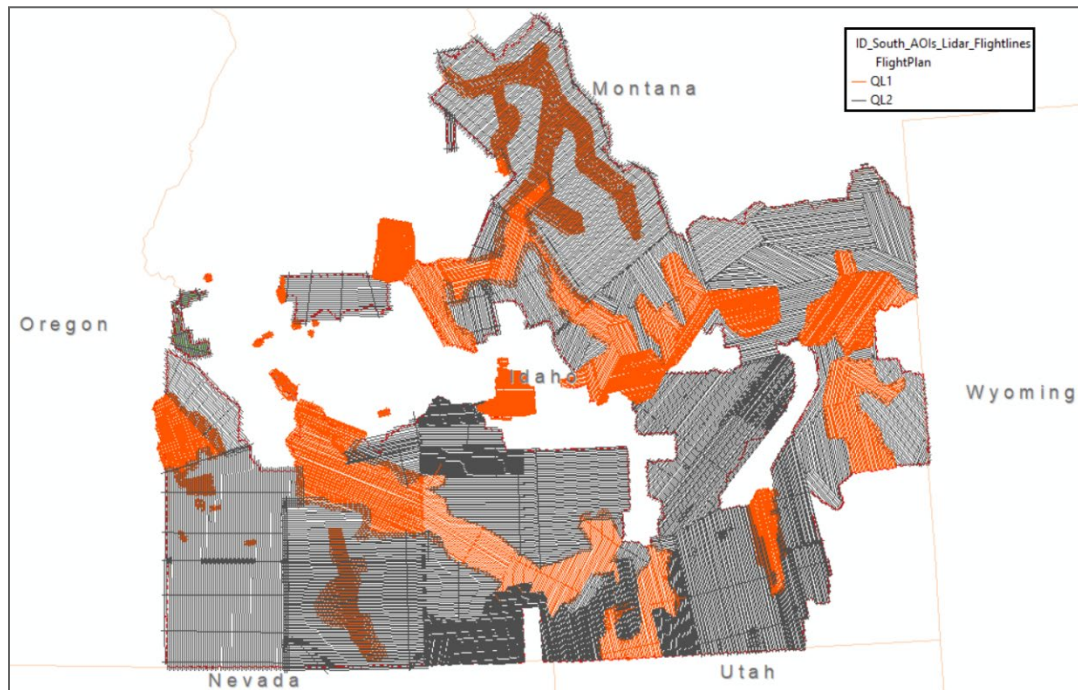 ID_South_AOIs_Lidar_Flightlines
FlightPlan
QL1
QL2
Montana
Oregon
Idaho
Wyoming
Nevada
Utah